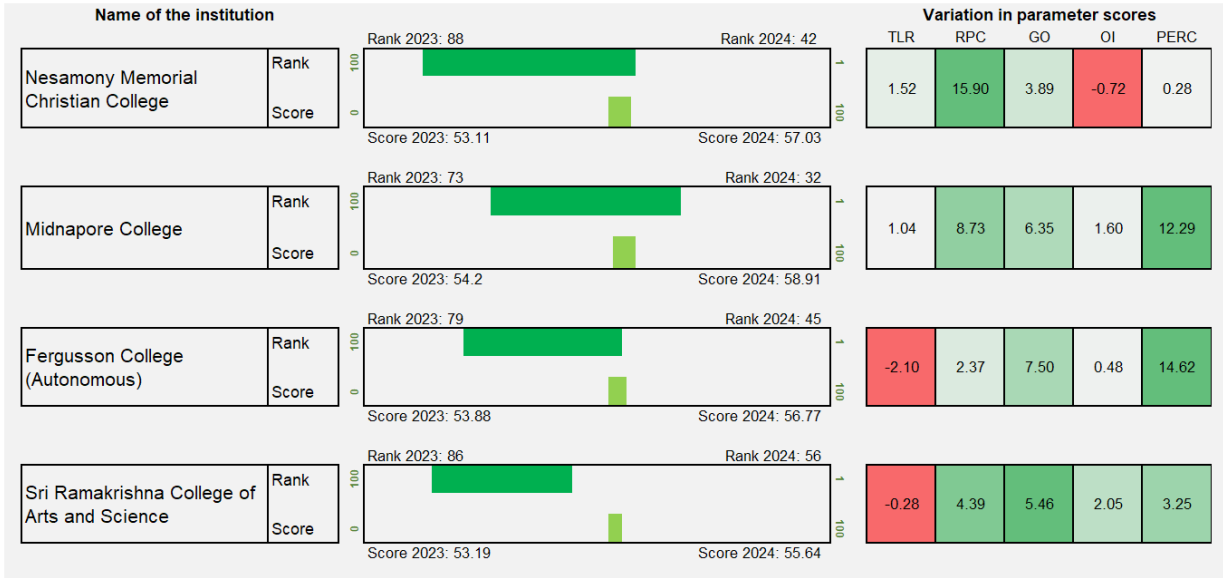 Name of the institution
Variation in parameter scores
TLR RPC GO OI PERC
Rank 2023: 88 Rank 2024: 42
Nesamony Memorial
Christian College
Rank
Score
100
0
1
100
1.52 15.90 3.89 -0.72 0.28
Score 2023: 53.11 Score 2024: 57.03
Rank 2023: 73 Rank 2024: 32
Midnapore College
Rank
Score
100
0
1
100
1.04 8.73 6.35 1.60 12.29
Score 2023: 54.2 Score 2024: 58.91
Rank 2023: 79 Rank 2024: 45
Fergusson College
(Autonomous)
Rank
Score
100
0
1
100
-2.10 2.37 7.50 0.48 14.62
Score 2023: 53.88 Score 2024: 56.77
Rank 2023: 86 Rank 2024: 56
Sri Ramakrishna College of
Arts and Science
Rank
Score
100
0
1
100
-0.28 4.39 5.46 2.05 3.25
Score 2023: 53.19 Score 2024: 55.64